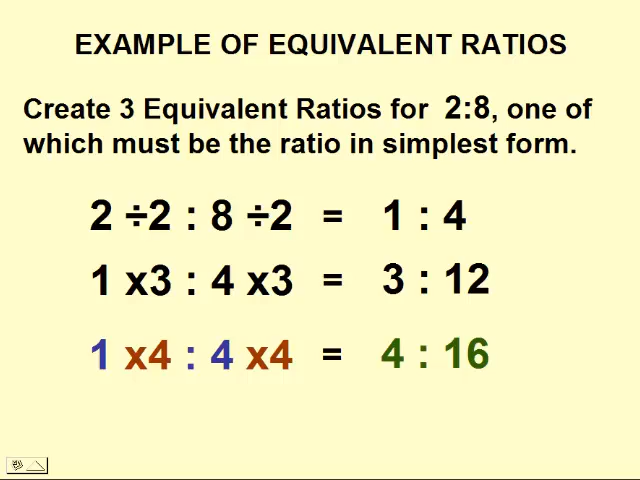 EXAMPLE OF EQUIVALENT RATIOS
Create 3 Equivalent Ratios for 2:8, one of
which must be the ratio in simplest form.
2 ÷2 : 8 ÷2 = 1 : 4
1 x3 : 4 x3 = 3 : 12
1 x4 : 4 x4 = 4 : 16